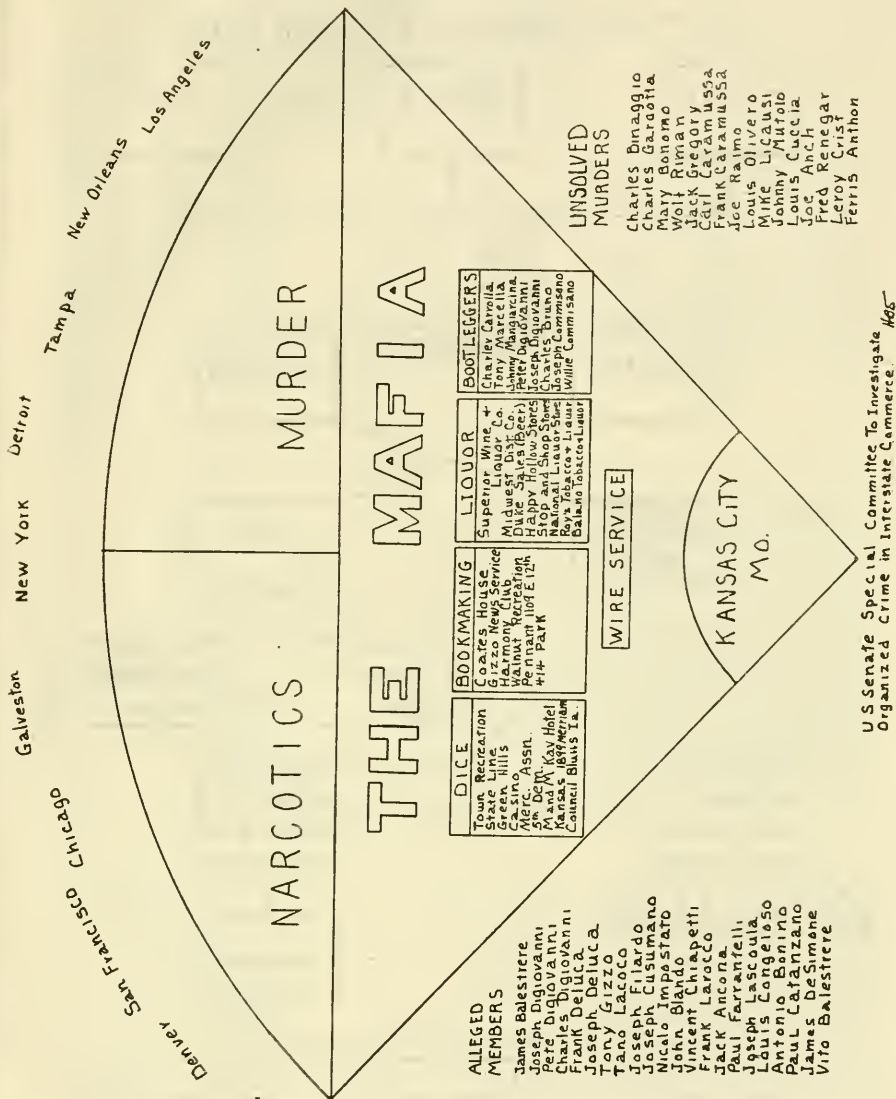 Denver
San Francisco
Chicago
Galveston
New York
Detroit
Tampa
New Orleans
Los Angeles
NARCOTICS
MURDER
THE MAFIA
DICE
Town Recreation
State Line
Green Hills
Casino
Merc. Assn.
5th Dem.
M and M Kay Hotel
Kansas 1899 Merriam
Council Bluffs Ia.
BOOKMAKING
Coates House
Gizzo News Service
Harmony Club
Walnut Recreation
Pennant 1109 E. 12th
414 Park
LIQUOR
Superior Wine +
Liquor Co.
Midwest Dist. Co.
Duke Sales (Beer)
Happy Hollow Stores
Stop and Shop Stores
National Liquor Store
Roy's Tobacco + Liquor
Balano Tobacco + Liquor
BOOTLEGGERS
Charley Carrolla
Tony Marcella
Johnny Mangiarcina
Peter Digiovanni
Joseph Digiovanni
Charles Bruno
Joseph Commisano
Willie Commisano
WIRE SERVICE
KANSAS CITY
MO.
ALLEGED
MEMBERS
James Balestrere
Joseph Digiovanni
Pete Digiovanni
Charles Digiovanni
Frank Deluca
Joseph Deluca
Tony Gizzo
Tano Lacoco
Joseph Filardo
Joseph Cusumano
Nicolo Impostato
John Blando
Vincent Chiapetti
Frank Larocco
Jack Ancona
Paul Farrantelli
Joseph Lascoula
Louis Congeloso
Antonio Bonino
Paul Catanzano
James DeSimone
Vito Balestrere
UNSOLVED
MURDERS
Charles Binaggio
Charles Gargotta
Mary Bonomo
Wolf Riman
Jack Gregory
Carl Caramussa
Frank Caramussa
Joe Raimo
Louis Olivero
Mike Licausi
Johnny Mutolo
Louis Cuccia
Joe Anch
Fred Renegar
Leroy Crist
Ferris Anthon
US Senate Special Committee To Investigate
Organized Crime in Interstate Commerce.